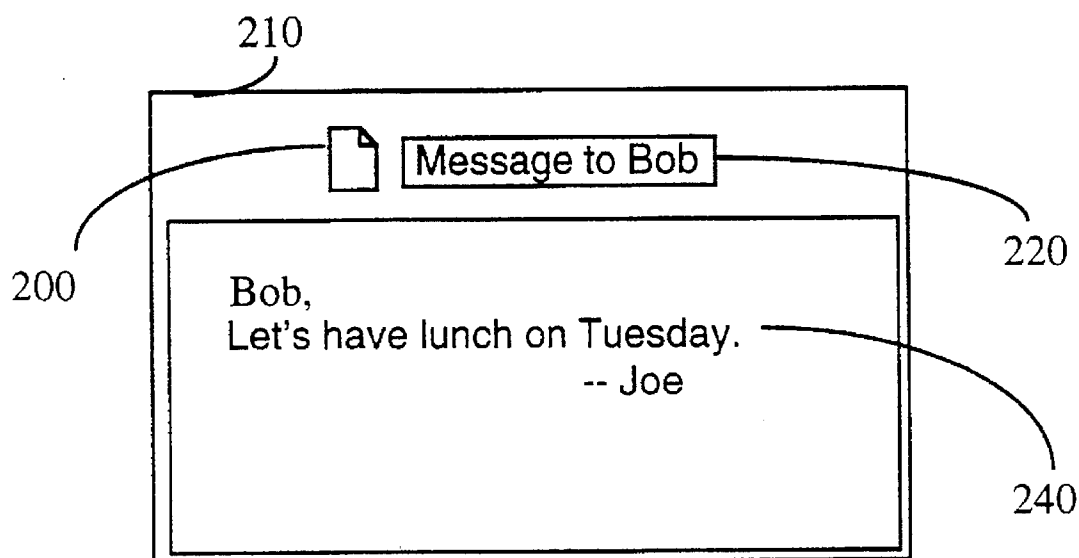 210
Message to Bob
220
200
Bob,
Let's have lunch on Tuesday.
-- Joe
240